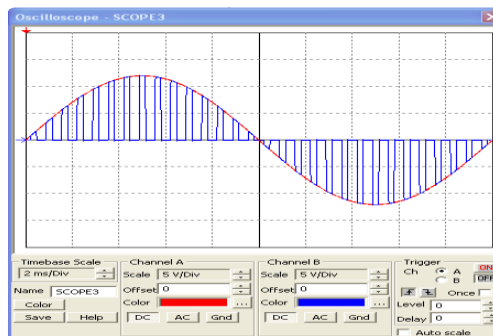 Oscilloscope - SCOPE3
Timebase Scale
2 ms/Div
Name SCOPE3
Color
Save Help
Channel A
Scale 5 V/Div
Offset 0
Color ...
DC AC Gnd
Channel B
Scale 5 V/Div
Offset 0
Color ...
DC AC Gnd
Trigger
Ch A ON
B OFF
Once
Level 0
Delay 0
Auto scale